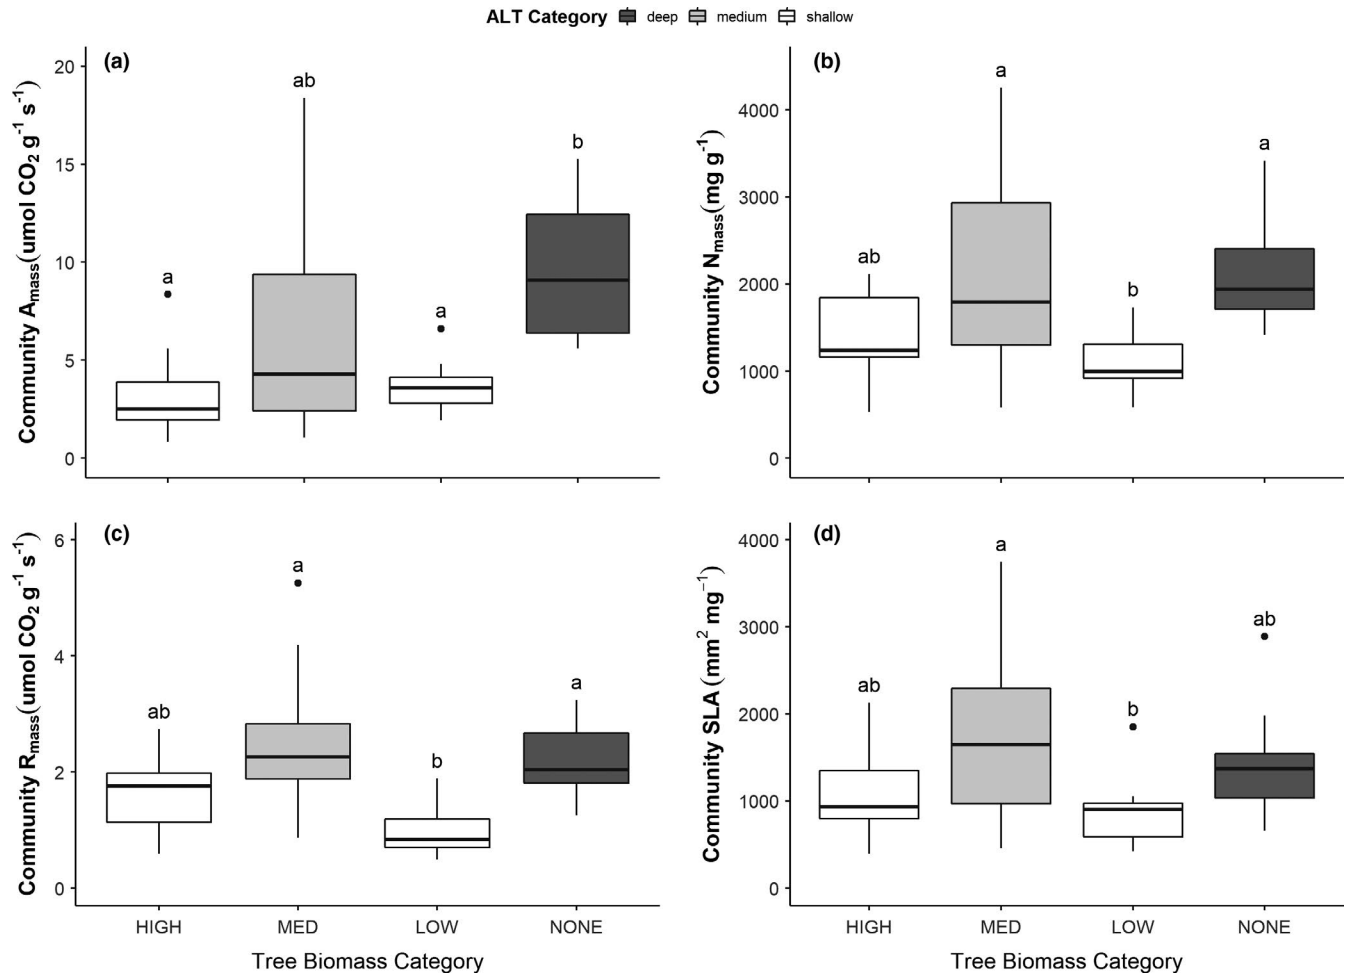 ALT Category deep medium shallow
(a)
Community Amass(umol CO2 g-1 s-1)
20
15
10
5
0
a
ab
a
b
(b)
Community Nmass(mg g-1)
4000
3000
2000
1000
0
ab
a
b
a
(c)
Community Rmass(umol CO2 g-1 s-1)
6
4
2
0
ab
a
b
a
HIGH MED LOW NONE
Tree Biomass Category
(d)
Community SLA(mm2 mg-1)
4000
3000
2000
1000
0
ab
a
b
ab
HIGH MED LOW NONE
Tree Biomass Category